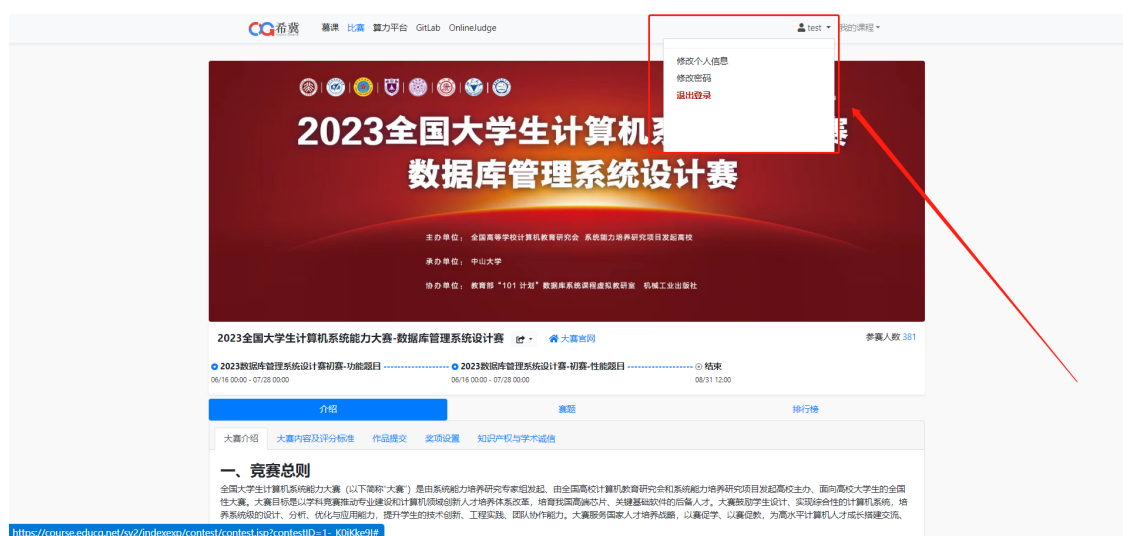 CG希冀 慕课 比赛 算力平台 GitLab OnlineJudge test 我的课程
修改个人信息
修改密码
退出登录
2023全国大学生计算机系 赛
数据库管理系统设计赛
主办单位: 全国高等学校计算机教育研究会 系统能力培养研究项目发起高校
承办单位: 中山大学
协办单位: 教育部“101 计划”数据库系统课程虚拟教研室 机械工业出版社
2023全国大学生计算机系统能力大赛-数据库管理系统设计赛 大赛官网 参赛人数 381
2023数据库管理系统设计赛初赛-功能题目 2023数据库管理系统设计赛-初赛-性能题目 结束
06/16 00:00 - 07/28 00:00 06/16 00:00 - 07/28 00:00 08/31 12:00
介绍 赛题 排行榜
大赛介绍 大赛内容及评分标准 作品提交 奖项设置 知识产权与学术诚信
一、竞赛总则
全国大学生计算机系统能力大赛（以下简称“大赛”）是由系统能力培养研究专家组发起、由全国高校计算机教育研究会和系统能力培养研究项目发起高校主办、面向高校大学生的全国
性大赛。大赛目标是以学科竞赛推动专业建设和计算机领域创新人才培养体系改革，培育我国高端芯片、关键基础软件的后备人才。大赛鼓励学生设计、实现综合性的计算机系统，培
养系统级的设计、分析、优化与应用能力，提升学生的技术创新、工程实践、团队协作能力。大赛服务国家人才培养战略，以赛促学、以赛促教，为高水平计算机人才成长搭建交流、
https://course.educg.net/sv2/indexexp/contest/contest.jsp?contestID=1-_K0jKke9I#